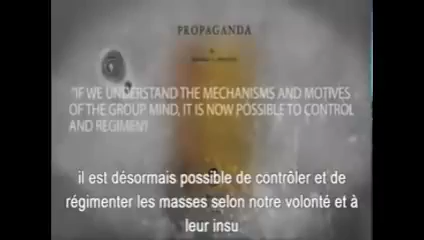 PROPAGANDA
"IF WE UNDERSTAND THE MECHANISMS AND MOTIVES
OF THE GROUP MIND, IT IS NOW POSSIBLE TO CONTROL
AND REGIMENT
il est désormais possible de contrôler et de
régimenter les masses selon notre volonté et à
leur insu